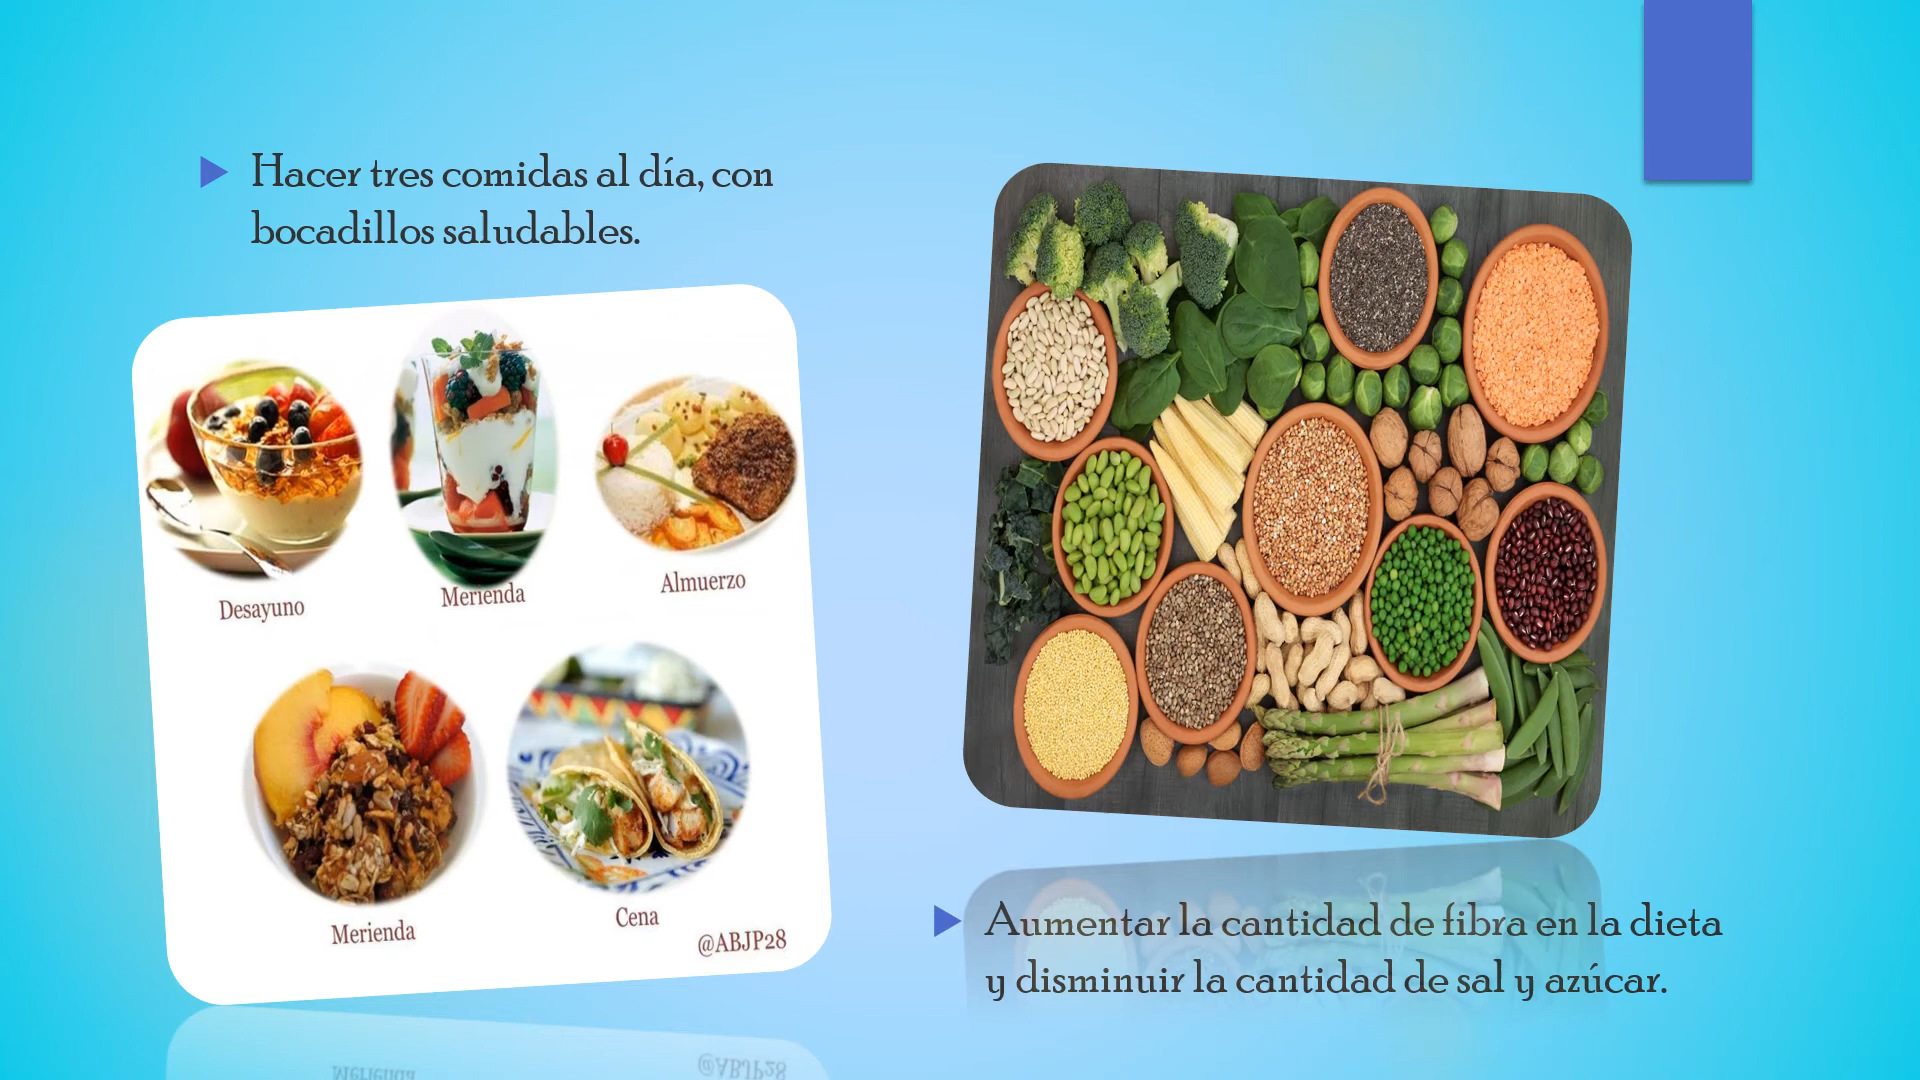 Hacer tres comidas al día, con
bocadillos saludables.
Desayuno
Merienda
Almuerzo
Merienda
Cena
@ABJP28
Aumentar la cantidad de fibra en la dieta
y disminuir la cantidad de sal y azúcar.